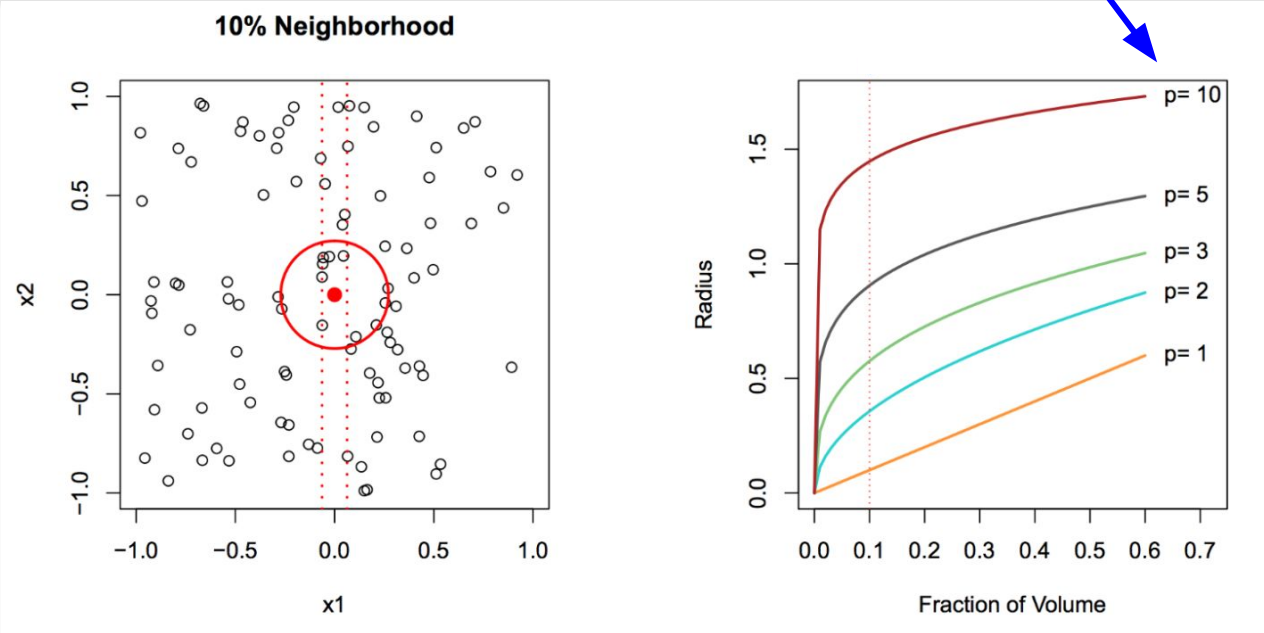 10% Neighborhood
x2
1.0
0.5
0.0
−0.5
−1.0
−1.0 −0.5 0.0 0.5 1.0
x1
Radius
1.5
1.0
0.5
0.0
p= 10
p= 5
p= 3
p= 2
p= 1
0.0 0.1 0.2 0.3 0.4 0.5 0.6 0.7
Fraction of Volume